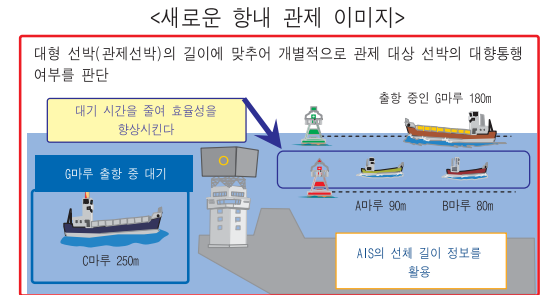 <새로운 항내 관제 이미지>
대형 선박(관제선박)의 길이에 맞추어 개별적으로 관제 대상 선박의 대향통행
여부를 판단
대기 시간을 줄여 효율성을
향상시킨다
출항 중인 G마루 180m
G마루 출항 중 대기
C마루 250m
A마루 90m
B마루 80m
AIS의 선체 길이 정보를
활용